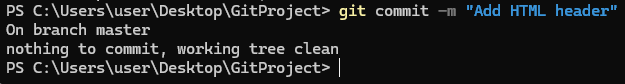 PS C:\Users\user\Desktop\GitProject> git commit -m "Add HTML header"
On branch master
nothing to commit, working tree clean
PS C:\Users\user\Desktop\GitProject>